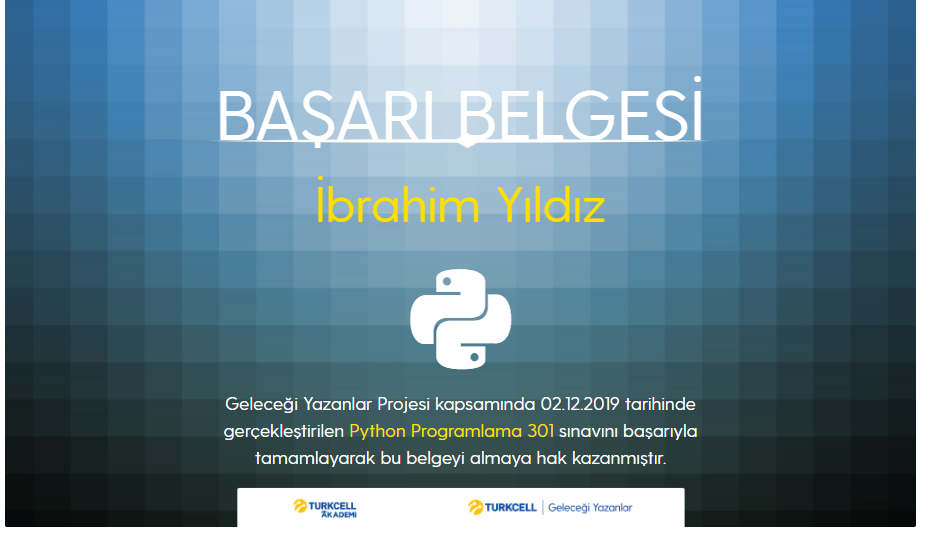 BAŞARI BELGESİ
İbrahim Yıldız
Geleceği Yazanlar Projesi kapsamında 02.12.2019 tarihinde
gerçekleştirilen Python Programlama 301 sınavını başarıyla
tamamlayarak bu belgeyi almaya hak kazanmıştır.
TURKCELL
AKADEMİ
TURKCELL | Geleceği Yazanlar